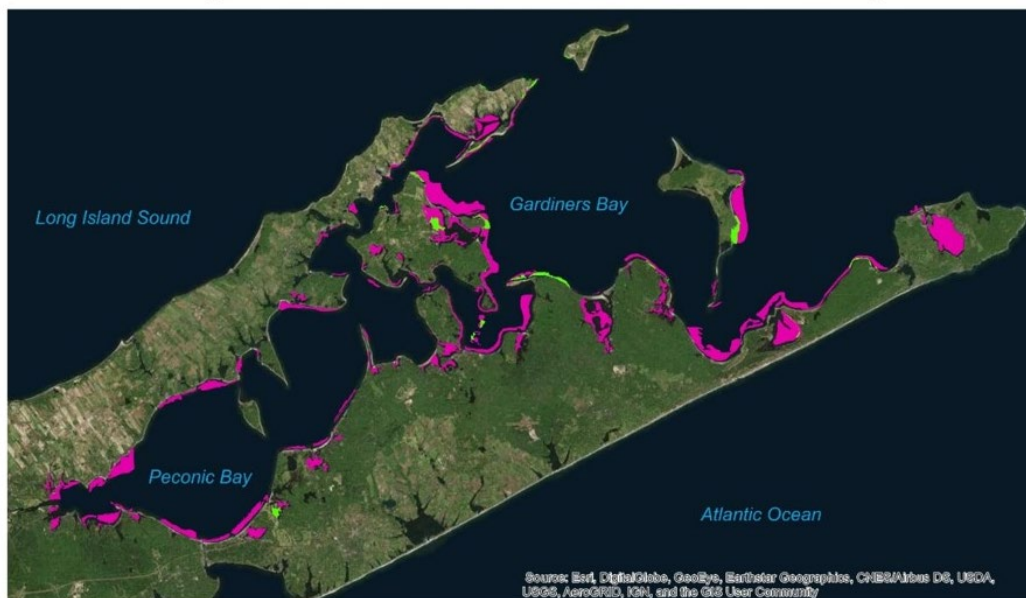 Long Island Sound
Gardiners Bay
Peconic Bay
Atlantic Ocean
Source: Esri, DigitalGlobe, GeoEye, Earthstar Geographics, CNES/Airbus DS, USDA,
USGS, AeroGRID, IGN, and the GIS User Community